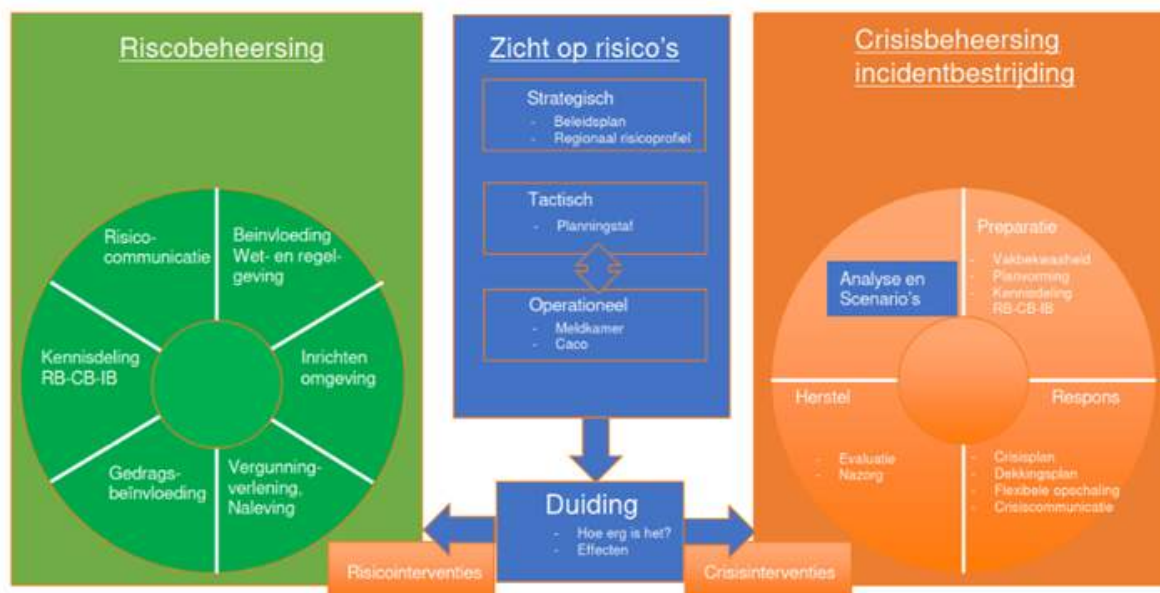 Riscobeheersing
Risico-
communicatie
Beinvloeding
Wet- en regel-
geving
Kennisdeling
RB-CB-IB
Inrichten
omgeving
Gedrags-
beïnvloeding
Vergunning-
verlening,
Naleving
Zicht op risico's
Strategisch
- Beleidsplan
- Regionaal risicoprofiel
Tactisch
- Planningstaf
Operationeel
- Meldkamer
- Caco
Duiding
- Hoe erg is het?
- Effecten
Risicointerventies
Crisisinterventies
Crisisbeheersing
incidentbestrijding
Analyse en
Scenario's
Preparatie
- Vakbekwaamheid
- Planvorming
- Kennisdeling
RB-CB-IB
Herstel
- Evaluatie
- Nazorg
Respons
- Crisisplan
- Dekkingsplan
- Flexibele opschaling
- Crisiscommunicatie